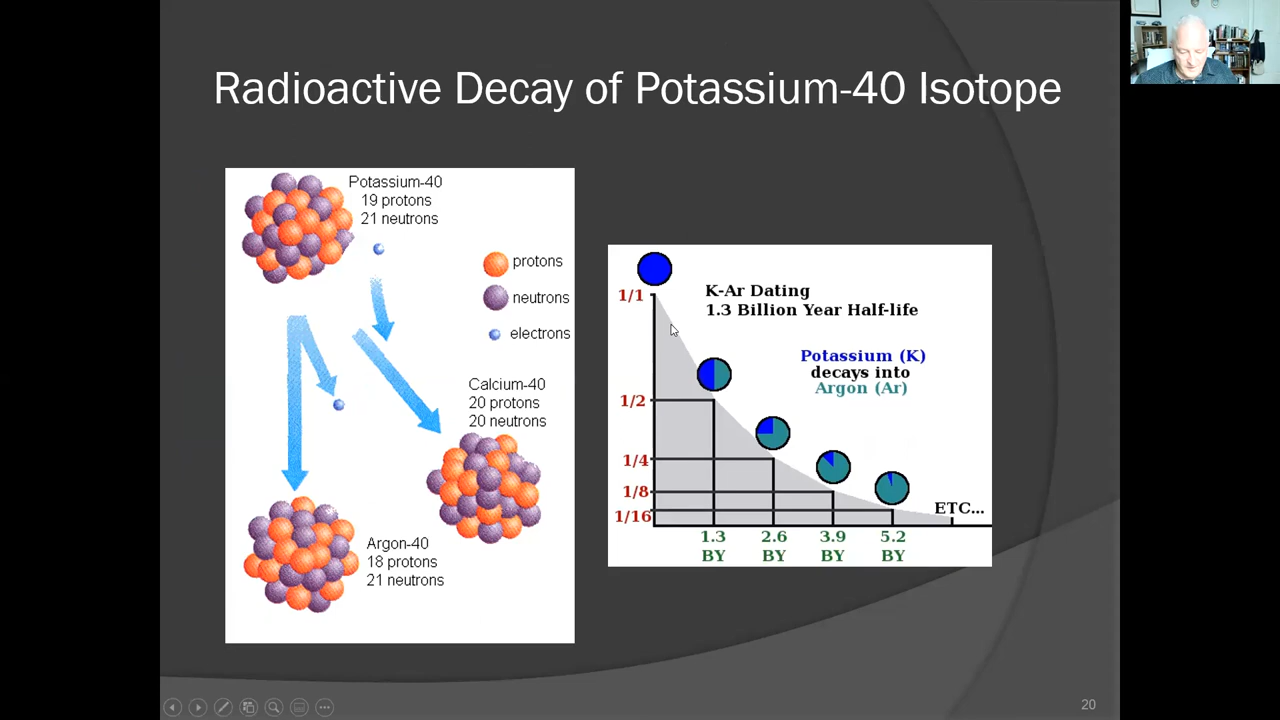 Radioactive Decay of Potassium-40 Isotope
Potassium-40
19 protons
21 neutrons
protons
neutrons
electrons
Calcium-40
20 protons
20 neutrons
Argon-40
18 protons
21 neutrons
K-Ar Dating
1.3 Billion Year Half-life
Potassium (K)
decays into
Argon (Ar)
1/1
1/2
1/4
1/8
1/16
ETC...
1.3 2.6 3.9 5.2
BY BY BY BY
20